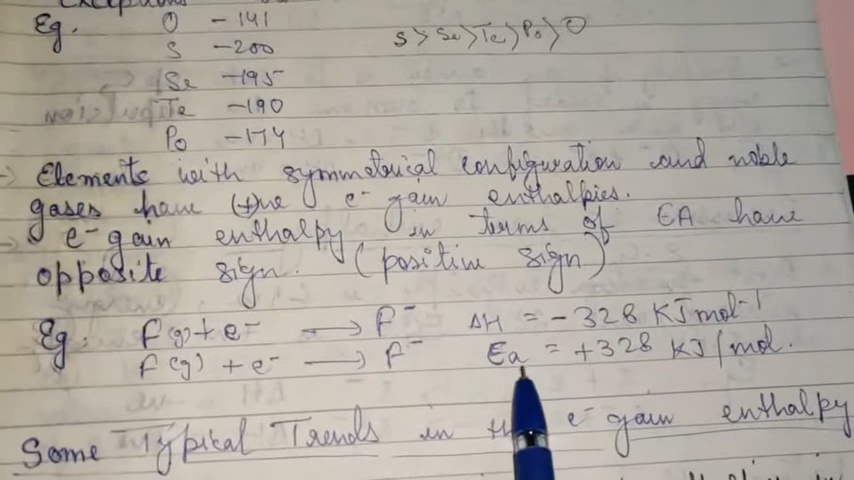 Exceptions
Eg. O -141
S -200 S > Se > Te > Po > O
Se -195
Te -190
Po -174
→ Elements with symmetorical configuration and noble
gases have (+)ve e⁻ gain enthalpies.
→ e⁻ gain enthalpy in terms of EA have
opposite sign. (positive sign)
Eg: F(g) + e⁻ → F⁻ ΔH = -328 KJ mol⁻¹
F(g) + e⁻ → F⁻ Ea = +328 KJ/mol.
Some Typical Trends in the e⁻ gain enthalpy